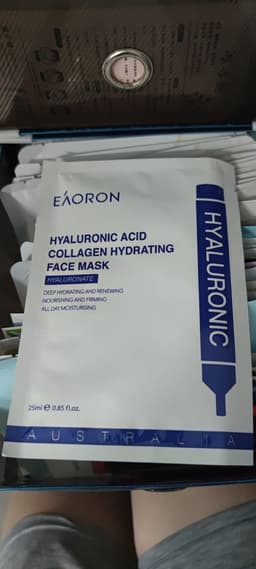 EÁORON
HYALURONIC ACID
COLLAGEN HYDRATING
FACE MASK
HYALURONATE
DEEP HYDRATING AND RENEWING
NOURISHING AND FIRMING
ALL DAY MOISTURISING
25ml ℮ 0.85 fl.oz.
HYALURONIC
AUSTRALIA